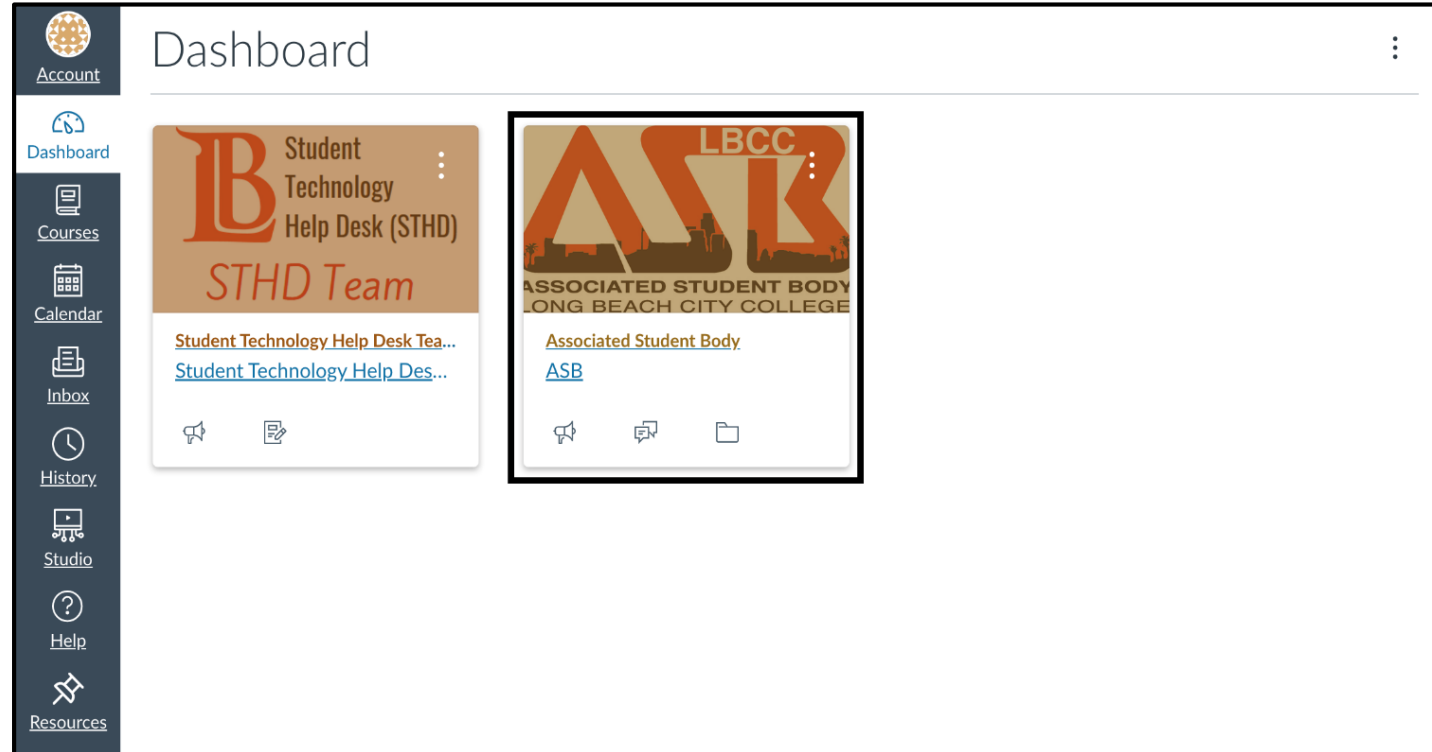 Account
Dashboard
Courses
Calendar
Inbox
History
Studio
Help
Resources
Dashboard
LB
Student
Technology
Help Desk (STHD)
STHD Team
Student Technology Help Desk Tea...
Student Technology Help Des...
LBCC
ASB
ASSOCIATED STUDENT BODY
LONG BEACH CITY COLLEGE
Associated Student Body
ASB